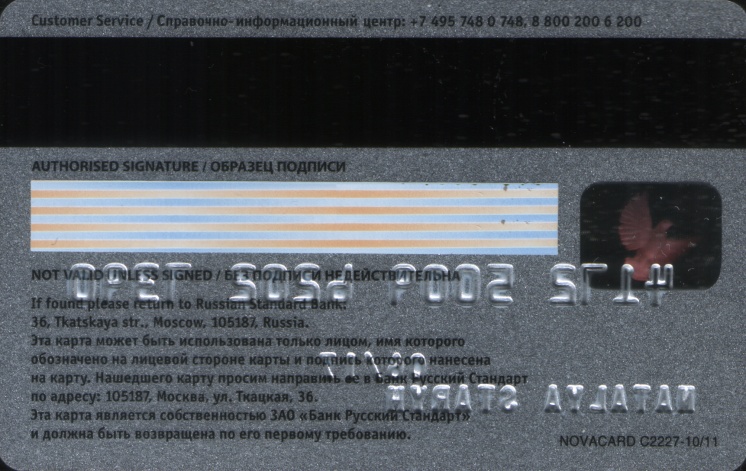 Customer Service / Справочно-информационный центр: +7 495 748 0 748, 8 800 200 6 200
AUTHORISED SIGNATURE / ОБРАЗЕЦ ПОДПИСИ
NOT VALID UNLESS SIGNED / БЕЗ ПОДПИСИ НЕДЕЙСТВИТЕЛЬНА
If found please return to Russian Standard Bank:
36, Tkatskaya str., Moscow, 105187, Russia.
Эта карта может быть использована только лицом, имя которого
обозначено на лицевой стороне карты и подпись которого нанесена
на карту. Нашедшего карту просим направить ее в Банк Русский Стандарт
по адресу: 105187, Москва, ул. Ткацкая, 36.
Эта карта является собственностью ЗАО «Банк Русский Стандарт»
и должна быть возвращена по его первому требованию.
NOVACARD C2227-10/11